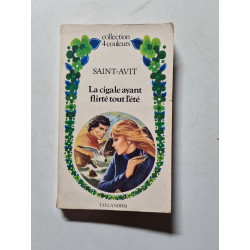 collection
4 couleurs
SAINT-AVIT
La cigale ayant
flirté tout l'été
TALLANDIER